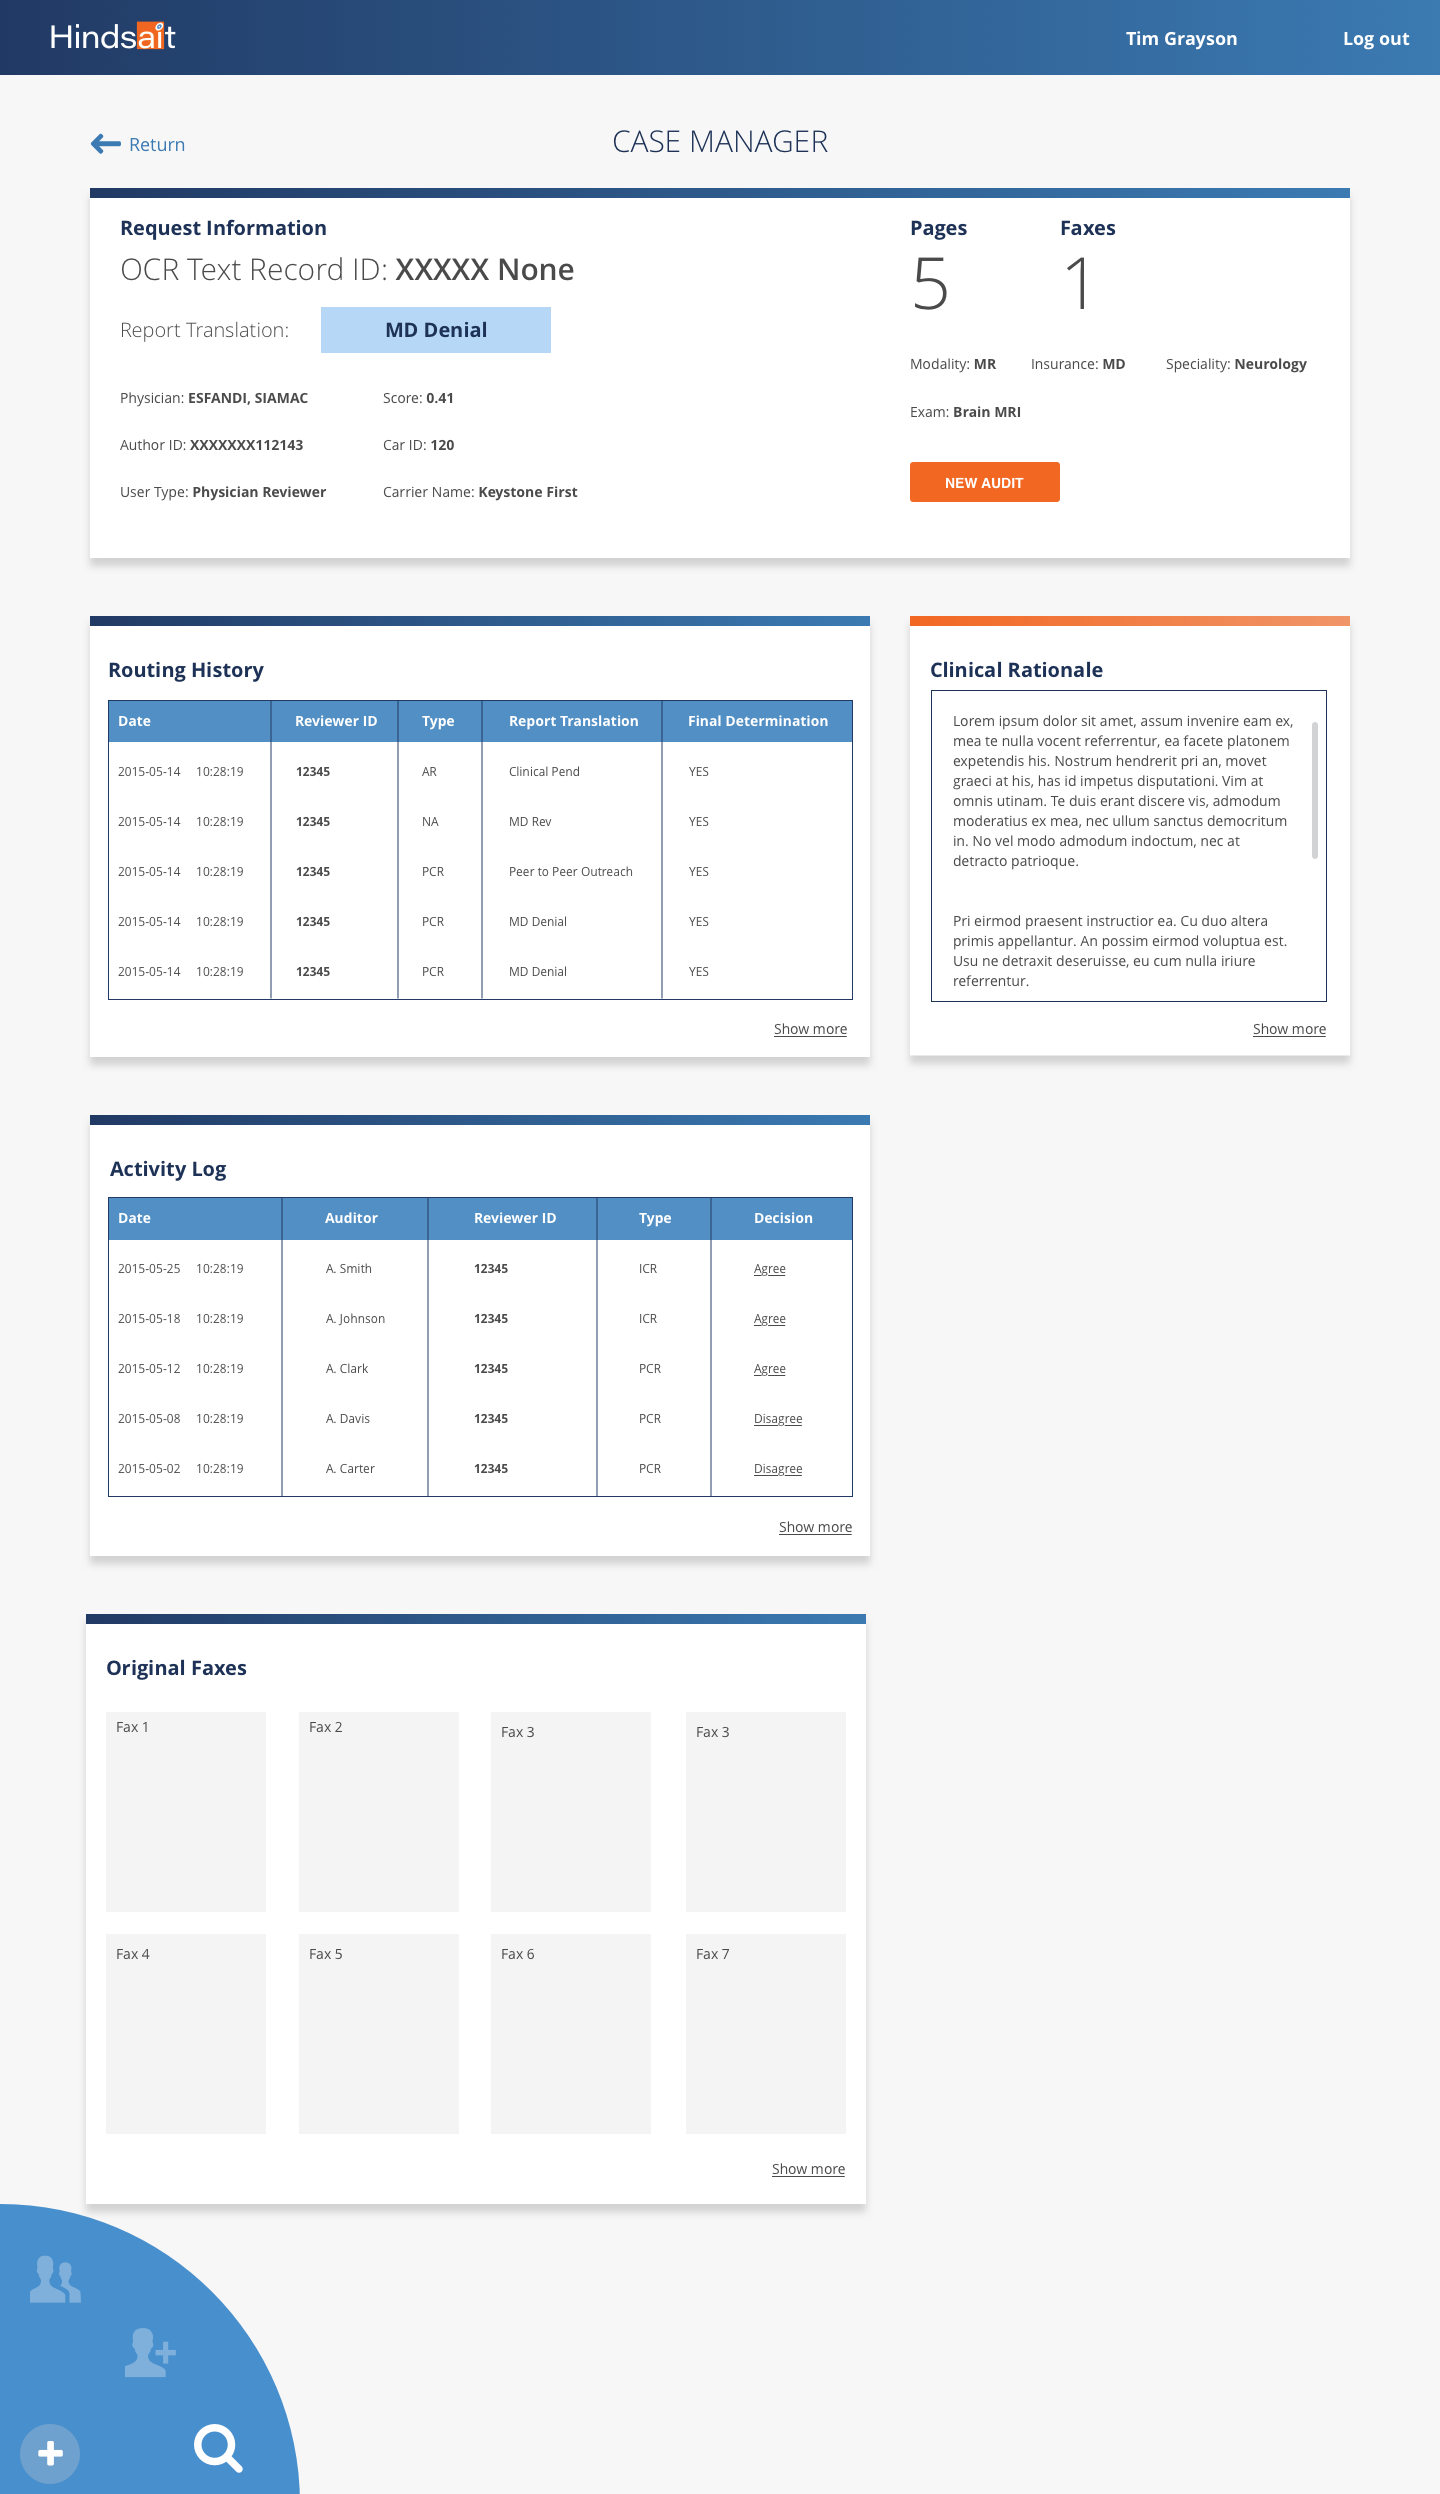 Hindsait
Tim Grayson
Log out
Return
CASE MANAGER
Request Information
OCR Text Record ID: XXXXX None
Report Translation: MD Denial
Physician: ESFANDI, SIAMAC Score: 0.41
Author ID: XXXXXXX112143 Car ID: 120
User Type: Physician Reviewer Carrier Name: Keystone First
Pages Faxes
5 1
Modality: MR Insurance: MD Speciality: Neurology
Exam: Brain MRI
NEW AUDIT
Routing History
Date Reviewer ID Type Report Translation Final Determination
2015-05-14 10:28:19 12345 AR Clinical Pend YES
2015-05-14 10:28:19 12345 NA MD Rev YES
2015-05-14 10:28:19 12345 PCR Peer to Peer Outreach YES
2015-05-14 10:28:19 12345 PCR MD Denial YES
2015-05-14 10:28:19 12345 PCR MD Denial YES
Show more
Clinical Rationale
Lorem ipsum dolor sit amet, assum invenire eam ex,
mea te nulla vocent referrentur, ea facete platonem
expetendis his. Nostrum hendrerit pri an, movet
graeci at his, has id impetus disputationi. Vim at
omnis utinam. Te duis erant discere vis, admodum
moderatius ex mea, nec ullum sanctus democritum
in. No vel modo admodum indoctum, nec at
detracto patrioque.
Pri eirmod praesent instructior ea. Cu duo altera
primis appellantur. An possim eirmod voluptua est.
Usu ne detraxit deseruisse, eu cum nulla iriure
referrentur.
Show more
Activity Log
Date Auditor Reviewer ID Type Decision
2015-05-25 10:28:19 A. Smith 12345 ICR Agree
2015-05-18 10:28:19 A. Johnson 12345 ICR Agree
2015-05-12 10:28:19 A. Clark 12345 PCR Agree
2015-05-08 10:28:19 A. Davis 12345 PCR Disagree
2015-05-02 10:28:19 A. Carter 12345 PCR Disagree
Show more
Original Faxes
Fax 1 Fax 2 Fax 3 Fax 3
Fax 4 Fax 5 Fax 6 Fax 7
Show more